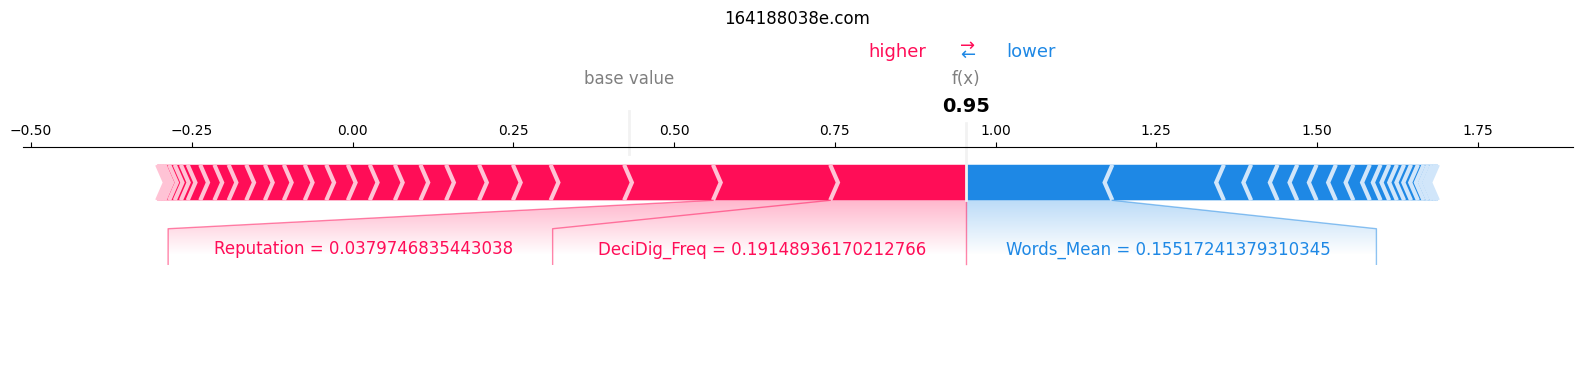 164188038e.com
higher ⇄ lower
base value f(x)
0.95
−0.50 −0.25 0.00 0.25 0.50 0.75 1.00 1.25 1.50 1.75
Reputation = 0.0379746835443038 DeciDig_Freq = 0.19148936170212766 Words_Mean = 0.15517241379310345